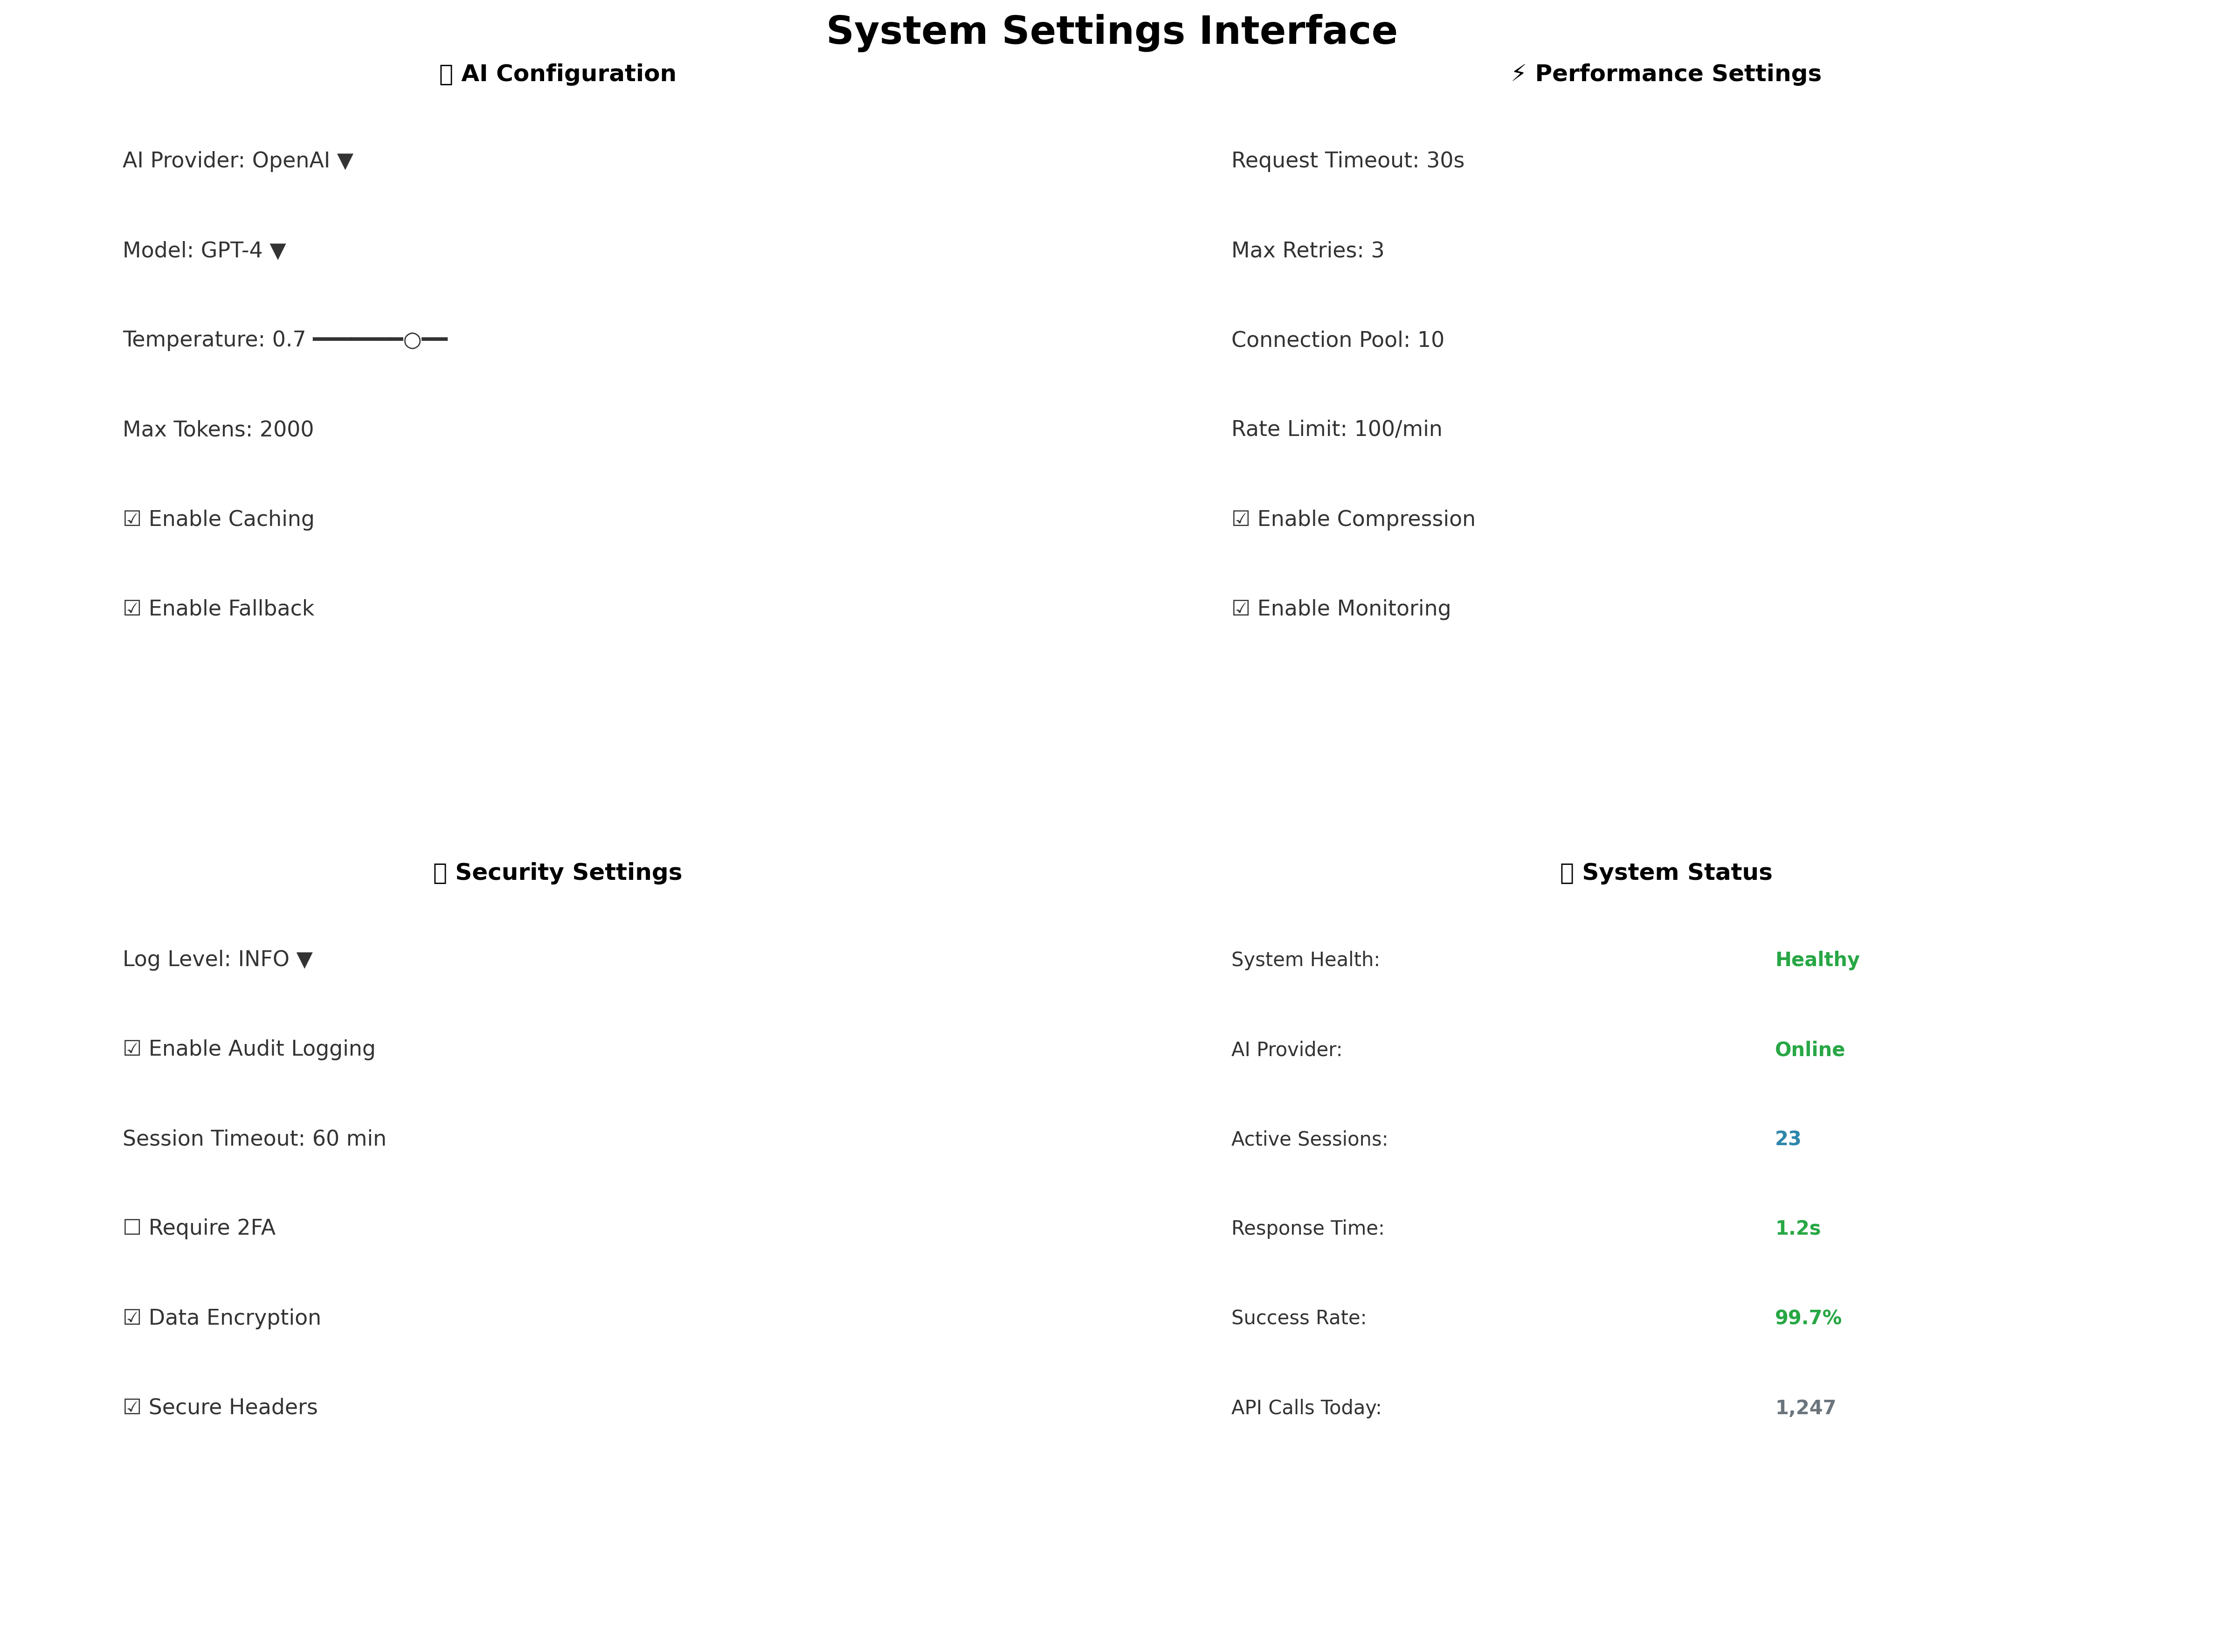 System Settings Interface
AI Configuration
AI Provider: OpenAI ▼
Model: GPT-4 ▼
Temperature: 0.7 ━━━━━━○━━
Max Tokens: 2000
☑ Enable Caching
☑ Enable Fallback
⚡ Performance Settings
Request Timeout: 30s
Max Retries: 3
Connection Pool: 10
Rate Limit: 100/min
☑ Enable Compression
☑ Enable Monitoring
Security Settings
Log Level: INFO ▼
☑ Enable Audit Logging
Session Timeout: 60 min
☐ Require 2FA
☑ Data Encryption
☑ Secure Headers
System Status
System Health: Healthy
AI Provider: Online
Active Sessions: 23
Response Time: 1.2s
Success Rate: 99.7%
API Calls Today: 1,247